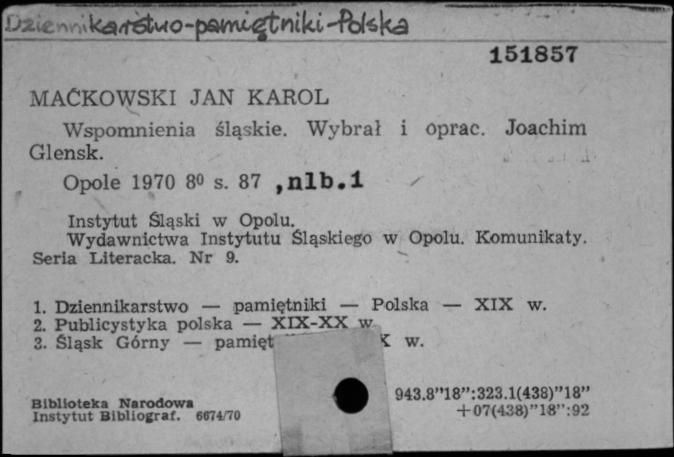 Dziennikarstwo-pamiętniki-Polska
151857
MAĆKOWSKI JAN KAROL
Wspomnienia śląskie. Wybrał i oprac. Joachim
Glensk.
Opole 1970 8⁰ s. 87 ,nlb.1
Instytut Śląski w Opolu.
Wydawnictwa Instytutu Śląskiego w Opolu. Komunikaty.
Seria Literacka. Nr 9.
1. Dziennikarstwo — pamiętniki — Polska — XIX w.
2. Publicystyka polska — XIX-XX w.
3. Śląsk Górny — pamięt X w.
943.8”18”:323.1(438)”18”
+07(438)”18”:92
Biblioteka Narodowa
Instytut Bibliograf. 6674/70